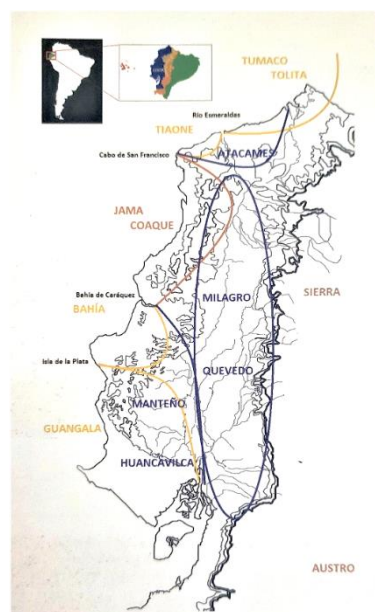 TUMACO
TOLITA
Rio Esmeraldas
TIAONE
ATACAMES
Cabo de San Francisco
JAMA
COAQUE
Bahia de Caráquez
MILAGRO
SIERRA
BAHÍA
Isla de la Plata
QUEVEDO
MANTEÑO
GUANGALA
HUANCAVILCA
AUSTRO